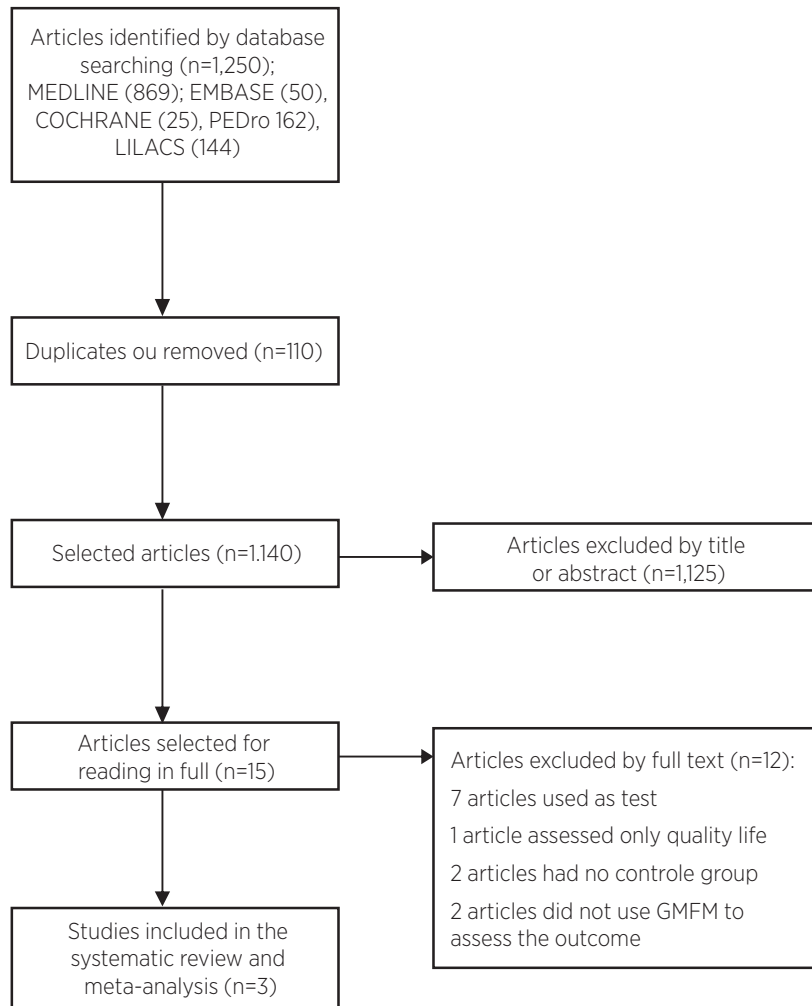 Articles identified by database
searching (n=1,250);
MEDLINE (869); EMBASE (50),
COCHRANE (25), PEDro 162),
LILACS (144)
Duplicates ou removed (n=110)
Selected articles (n=1.140)
Articles excluded by title
or abstract (n=1,125)
Articles selected for
reading in full (n=15)
Articles excluded by full text (n=12):
7 articles used as test
1 article assessed only quality life
2 articles had no controle group
2 articles did not use GMFM to
assess the outcome
Studies included in the
systematic review and
meta-analysis (n=3)